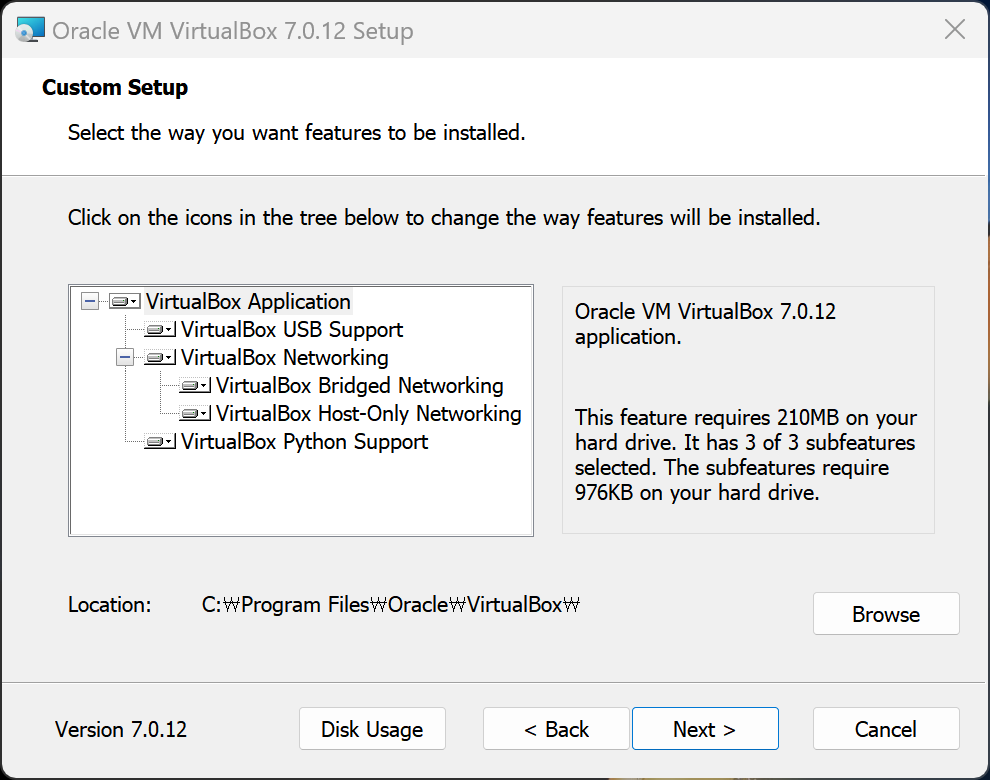 Oracle VM VirtualBox 7.0.12 Setup
Custom Setup
Select the way you want features to be installed.
Click on the icons in the tree below to change the way features will be installed.
VirtualBox Application
VirtualBox USB Support
VirtualBox Networking
VirtualBox Bridged Networking
VirtualBox Host-Only Networking
VirtualBox Python Support
Oracle VM VirtualBox 7.0.12
application.
This feature requires 210MB on your
hard drive. It has 3 of 3 subfeatures
selected. The subfeatures require
976KB on your hard drive.
Location: C:₩Program Files₩Oracle₩VirtualBox₩
Browse
Version 7.0.12
Disk Usage
< Back
Next >
Cancel